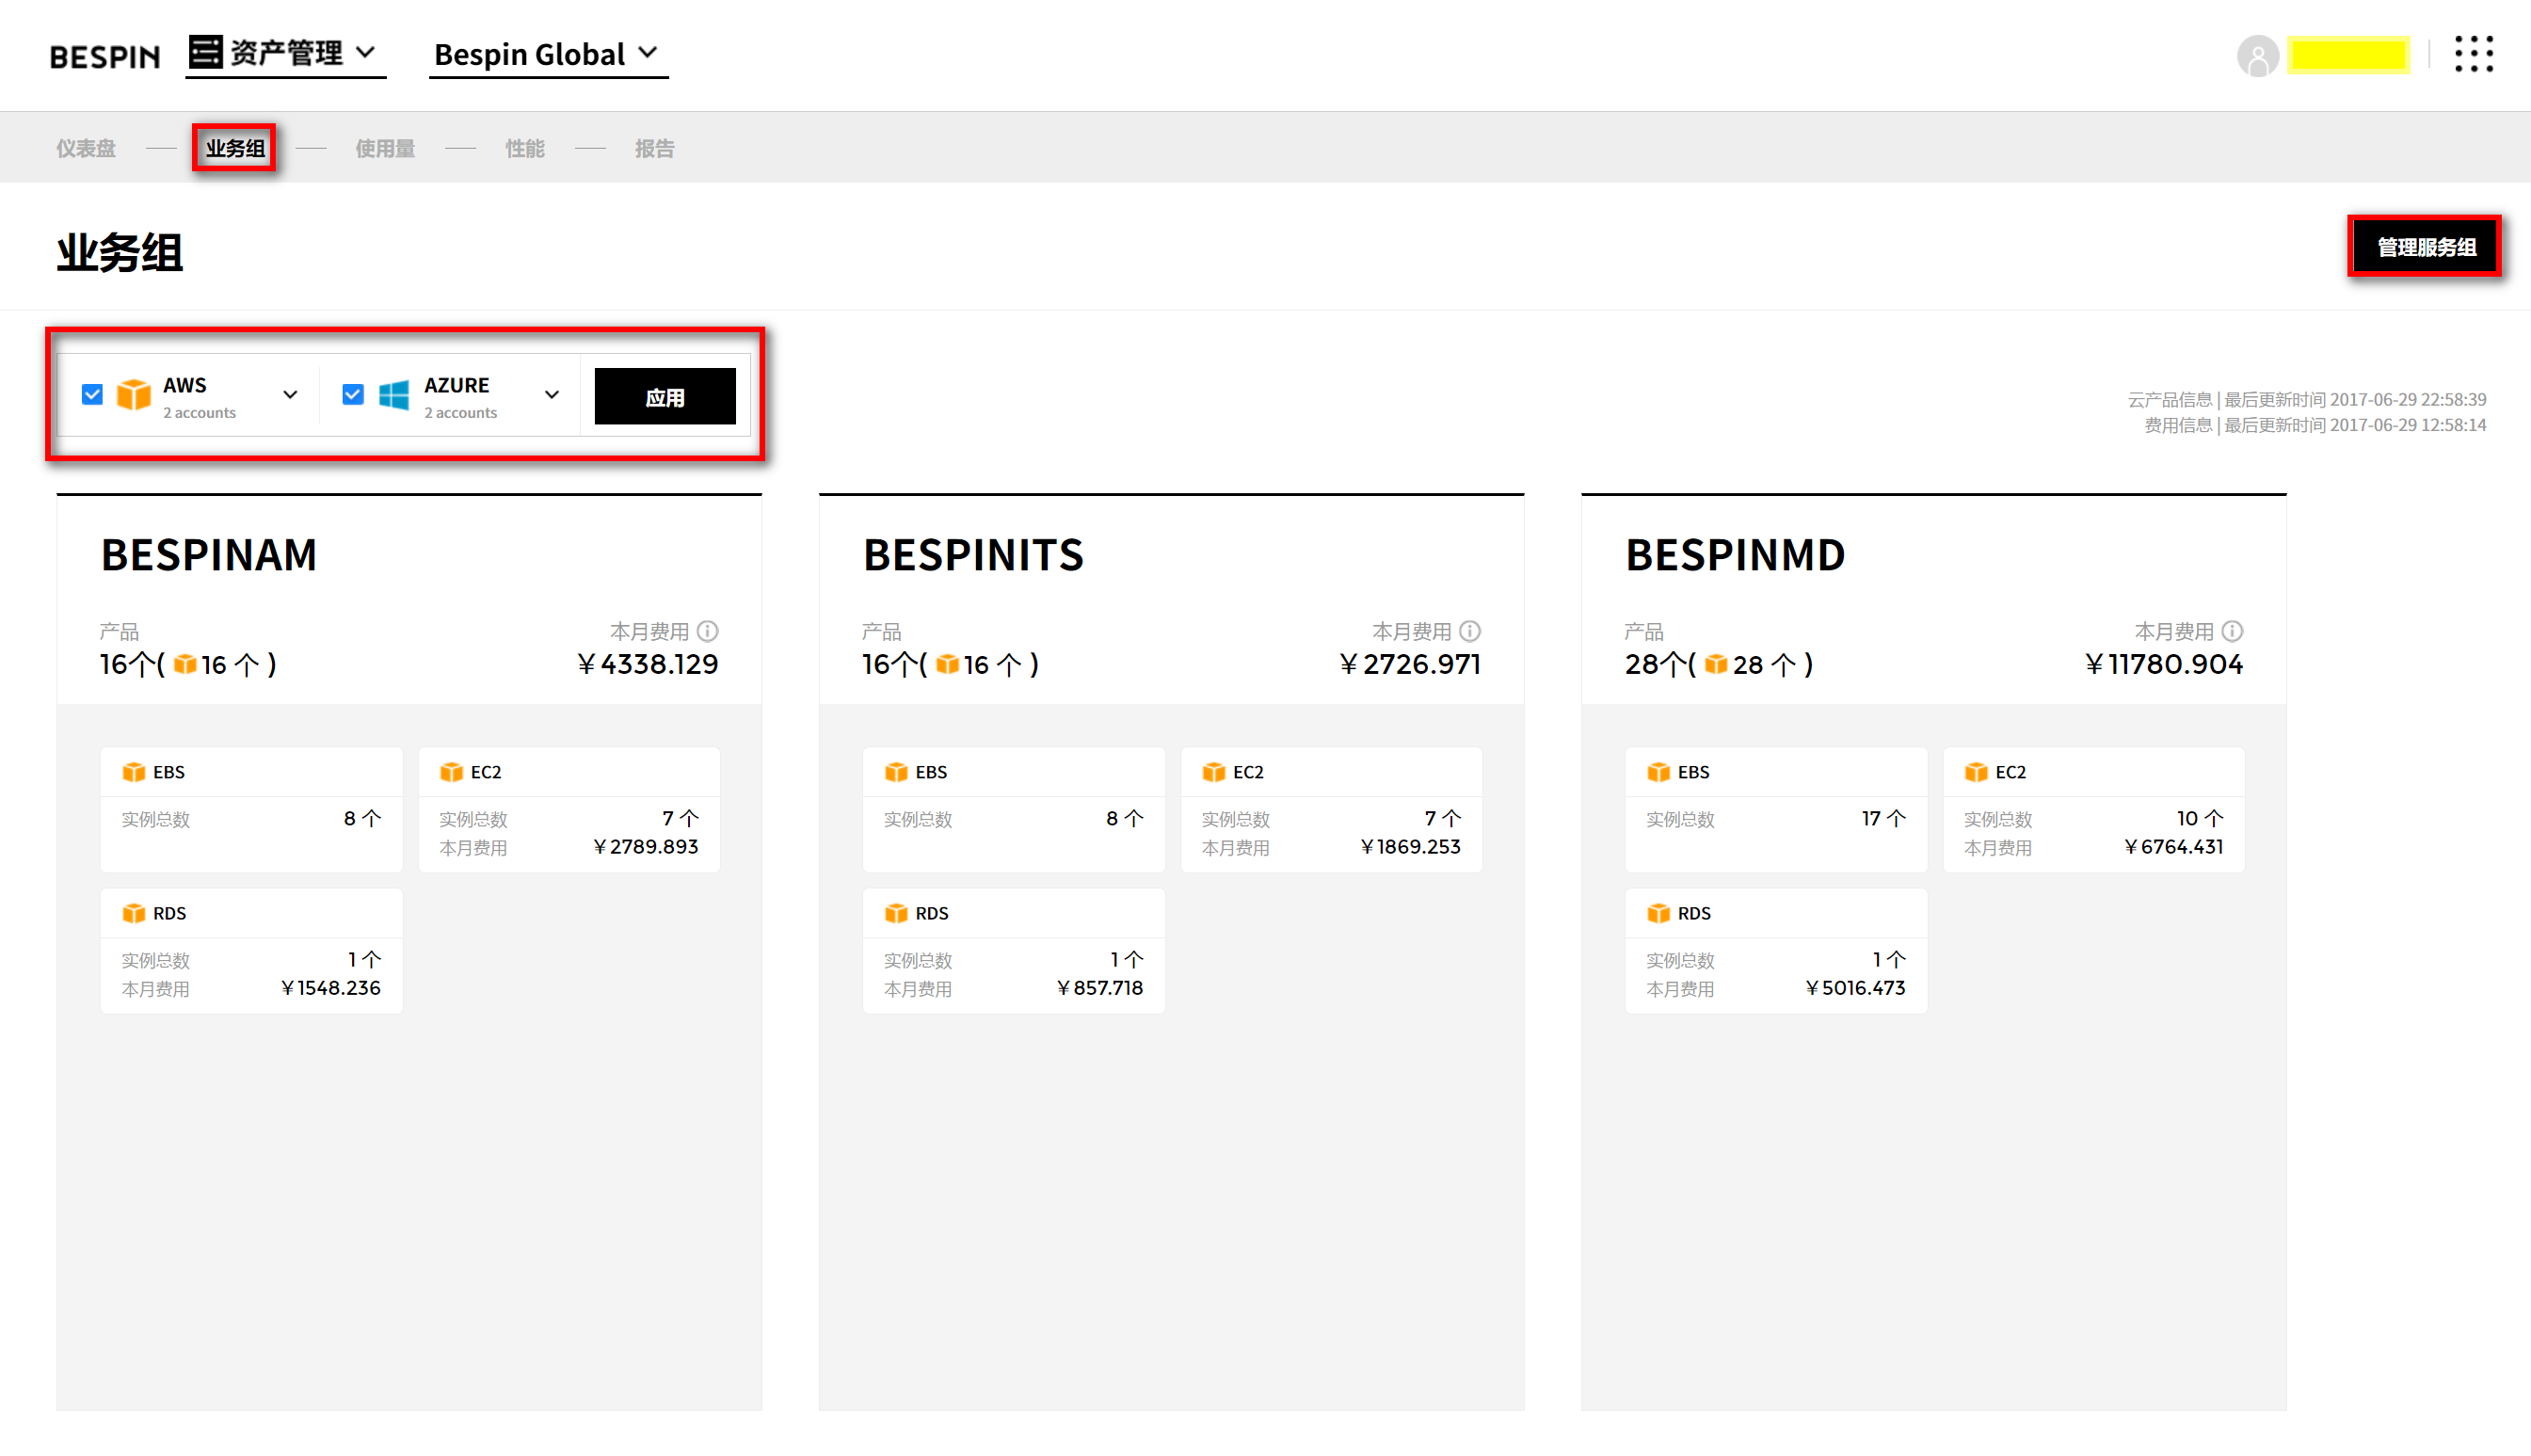 BESPIN 资产管理 Bespin Global
仪表盘 业务组 使用量 性能 报告
业务组
管理服务组
AWS
2 accounts
AZURE
2 accounts
应用
云产品信息 | 最后更新时间 2017-06-29 22:58:39
费用信息 | 最后更新时间 2017-06-29 12:58:14
BESPINAM
产品 本月费用
16个( 16 个 ) ¥4338.129
EBS
实例总数 8 个
EC2
实例总数 7 个
本月费用 ¥2789.893
RDS
实例总数 1 个
本月费用 ¥1548.236
BESPINITS
产品 本月费用
16个( 16 个 ) ¥2726.971
EBS
实例总数 8 个
EC2
实例总数 7 个
本月费用 ¥1869.253
RDS
实例总数 1 个
本月费用 ¥857.718
BESPINMD
产品 本月费用
28个( 28 个 ) ¥11780.904
EBS
实例总数 17 个
EC2
实例总数 10 个
本月费用 ¥6764.431
RDS
实例总数 1 个
本月费用 ¥5016.473